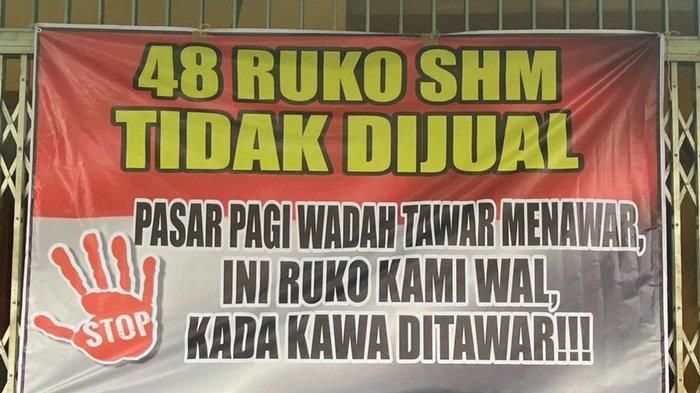 48 RUKO SHM
TIDAK DIJUAL
PASAR PAGI WADAH TAWAR MENAWAR,
INI RUKO KAMI WAL,
KADA KAWA DITAWAR!!!
STOP